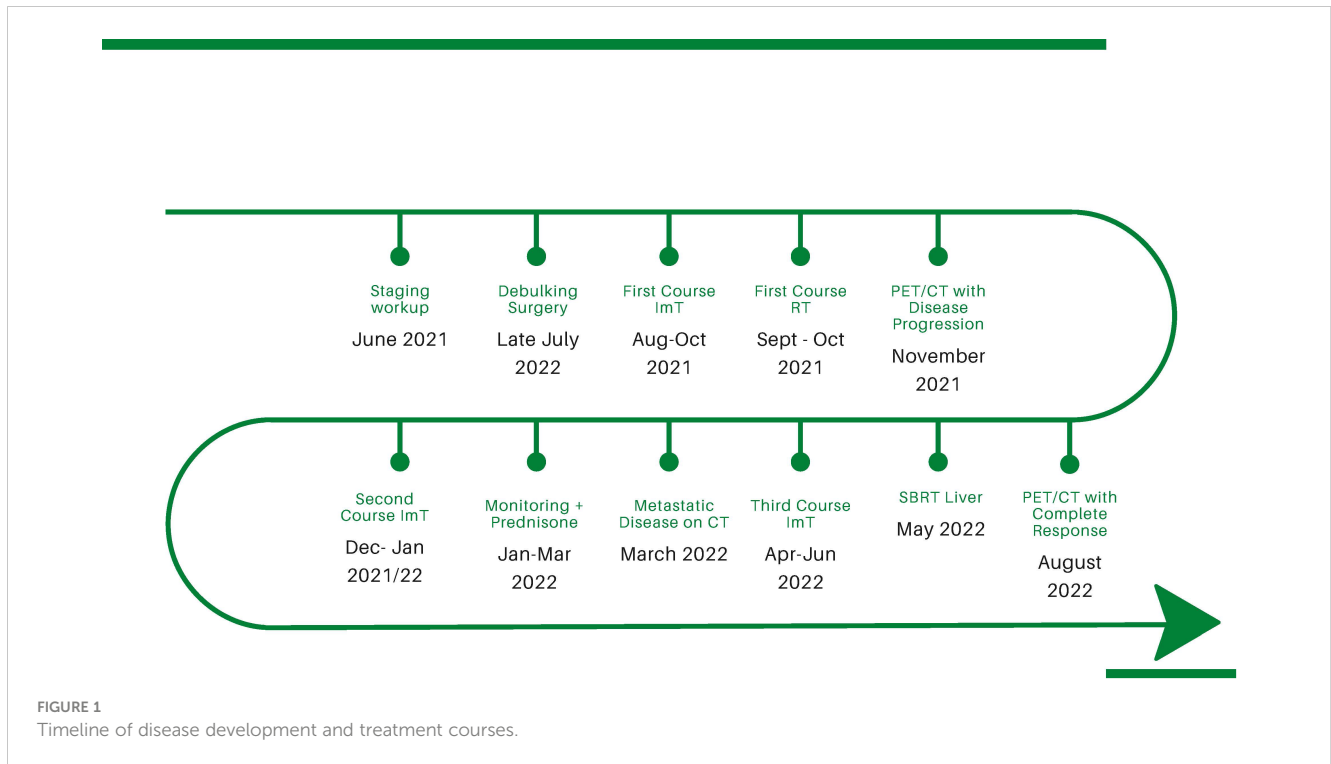 Staging
workup
June 2021
Debulking
Surgery
Late July
2022
First Course
ImT
Aug-Oct
2021
First Course
RT
Sept - Oct
2021
PET/CT with
Disease
Progression
November
2021
Second
Course ImT
Dec- Jan
2021/22
Monitoring +
Prednisone
Jan-Mar
2022
Metastatic
Disease on CT
March 2022
Third Course
ImT
Apr-Jun
2022
SBRT Liver
May 2022
PET/CT with
Complete
Response
August
2022
FIGURE 1
Timeline of disease development and treatment courses.